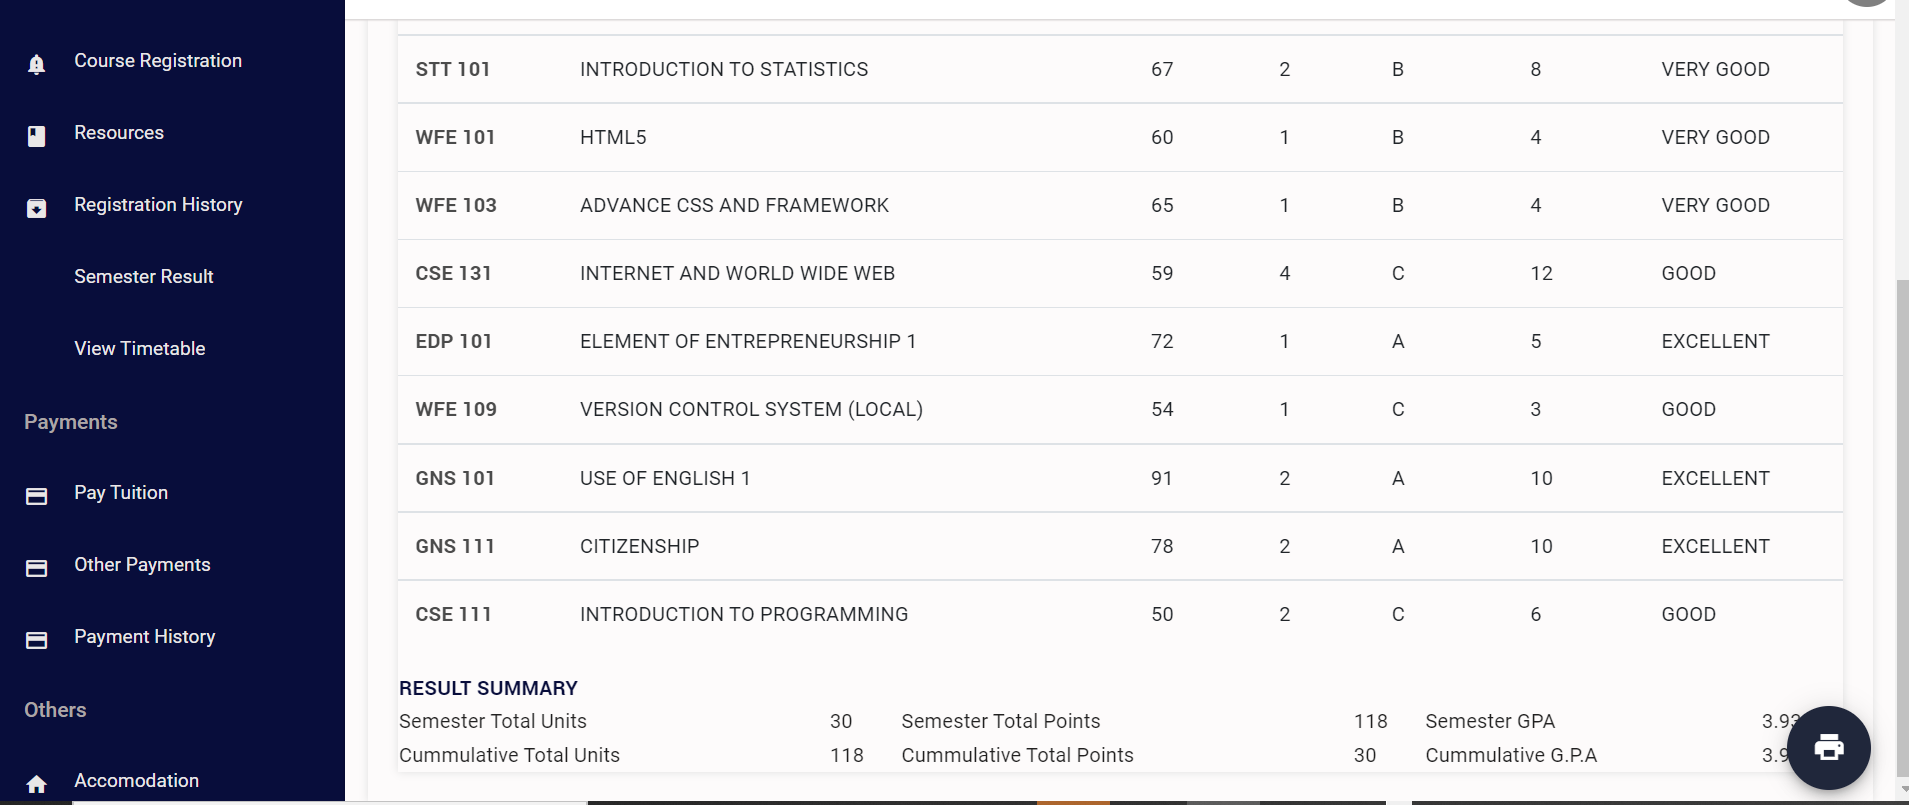 Course Registration
Resources
Registration History
Semester Result
View Timetable
Payments
Pay Tuition
Other Payments
Payment History
Others
Accomodation
STT 101 INTRODUCTION TO STATISTICS 67 2 B 8 VERY GOOD
WFE 101 HTML5 60 1 B 4 VERY GOOD
WFE 103 ADVANCE CSS AND FRAMEWORK 65 1 B 4 VERY GOOD
CSE 131 INTERNET AND WORLD WIDE WEB 59 4 C 12 GOOD
EDP 101 ELEMENT OF ENTREPRENEURSHIP 1 72 1 A 5 EXCELLENT
WFE 109 VERSION CONTROL SYSTEM (LOCAL) 54 1 C 3 GOOD
GNS 101 USE OF ENGLISH 1 91 2 A 10 EXCELLENT
GNS 111 CITIZENSHIP 78 2 A 10 EXCELLENT
CSE 111 INTRODUCTION TO PROGRAMMING 50 2 C 6 GOOD
RESULT SUMMARY
Semester Total Units 30 Semester Total Points 118 Semester GPA 3.93
Cummulative Total Units 118 Cummulative Total Points 30 Cummulative G.P.A 3.9